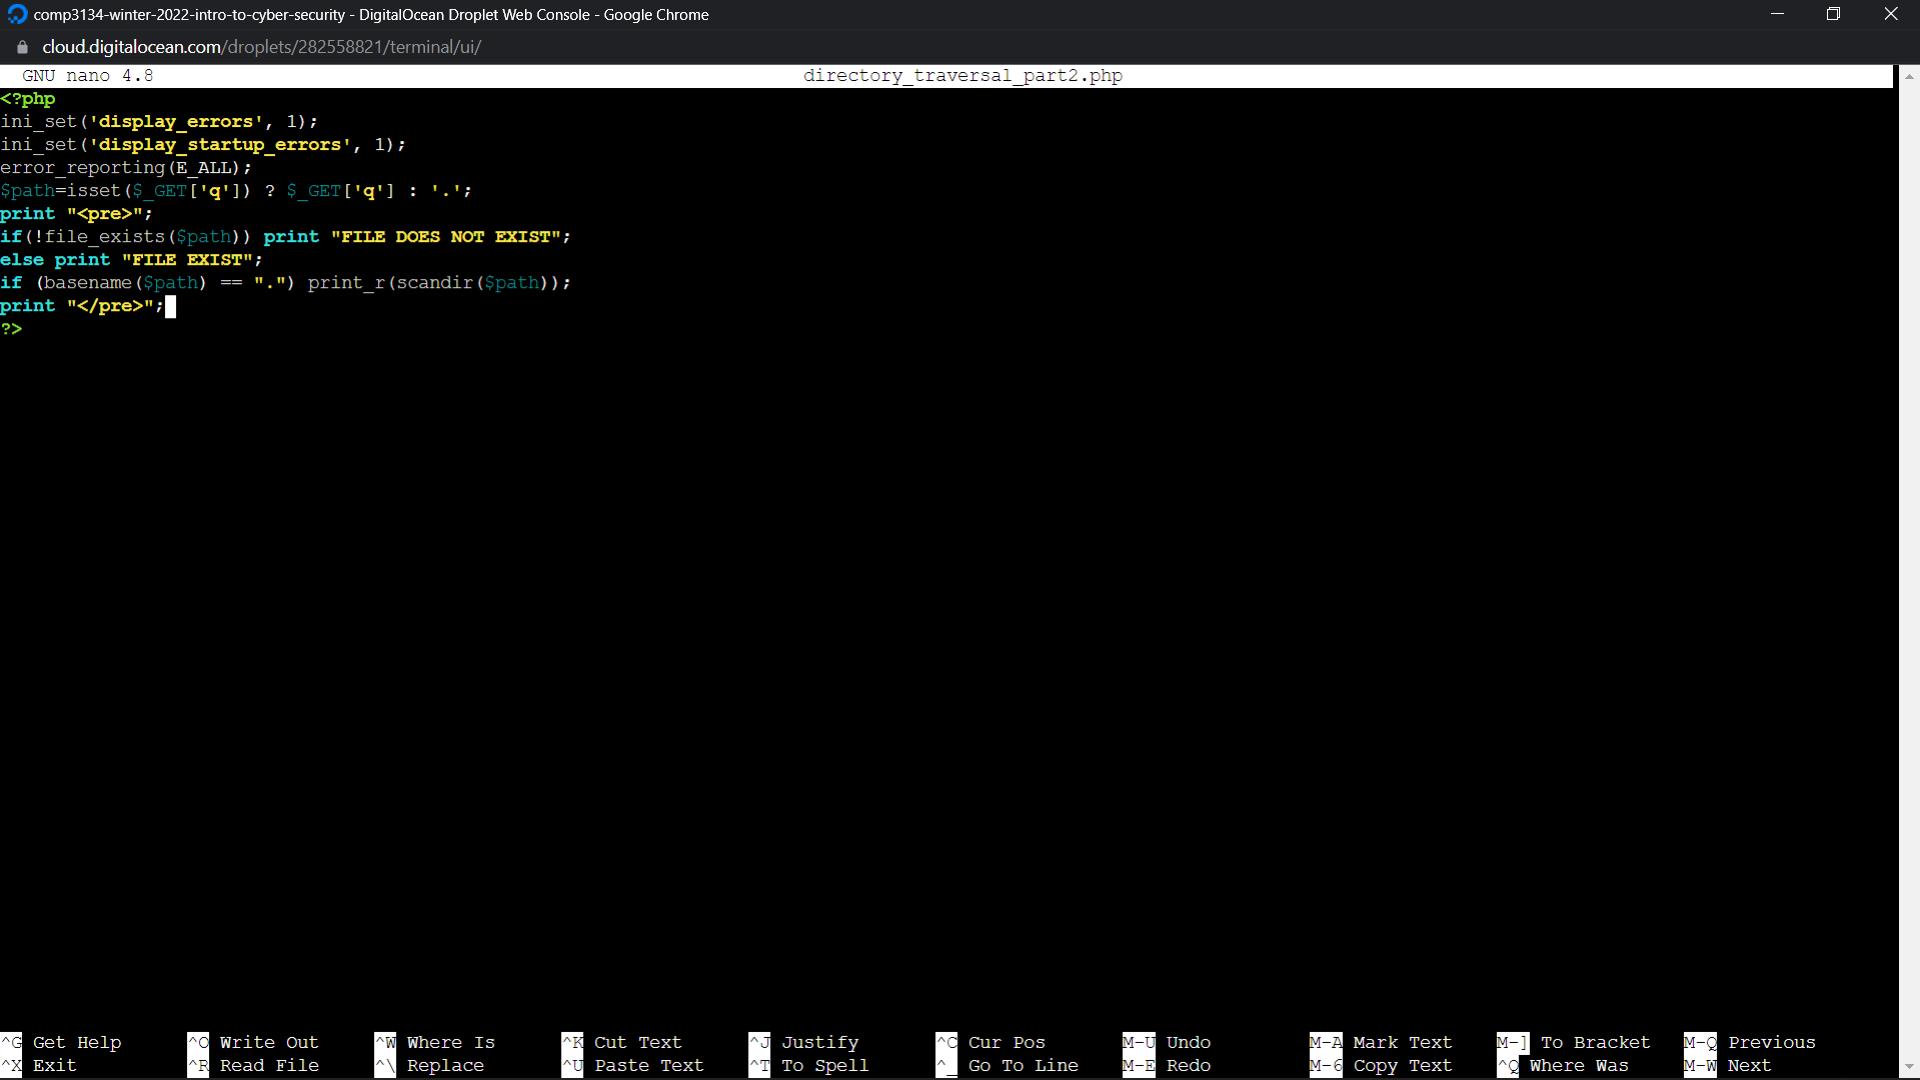 comp3134-winter-2022-intro-to-cyber-security - DigitalOcean Droplet Web Console - Google Chrome
cloud.digitalocean.com/droplets/282558821/terminal/ui/
GNU nano 4.8 directory_traversal_part2.php
<?php
ini_set('display_errors', 1);
ini_set('display_startup_errors', 1);
error_reporting(E_ALL);
$path=isset($_GET['q']) ? $_GET['q'] : '.';
print "<pre>";
if(!file_exists($path)) print "FILE DOES NOT EXIST";
else print "FILE EXIST";
if (basename($path) == ".") print_r(scandir($path));
print "</pre>";
?>
^G Get Help ^O Write Out ^W Where Is ^K Cut Text ^J Justify ^C Cur Pos M-U Undo M-A Mark Text M-] To Bracket M-Q Previous
^X Exit ^R Read File ^\ Replace ^U Paste Text ^T To Spell ^_ Go To Line M-E Redo M-6 Copy Text ^Q Where Was M-W Next